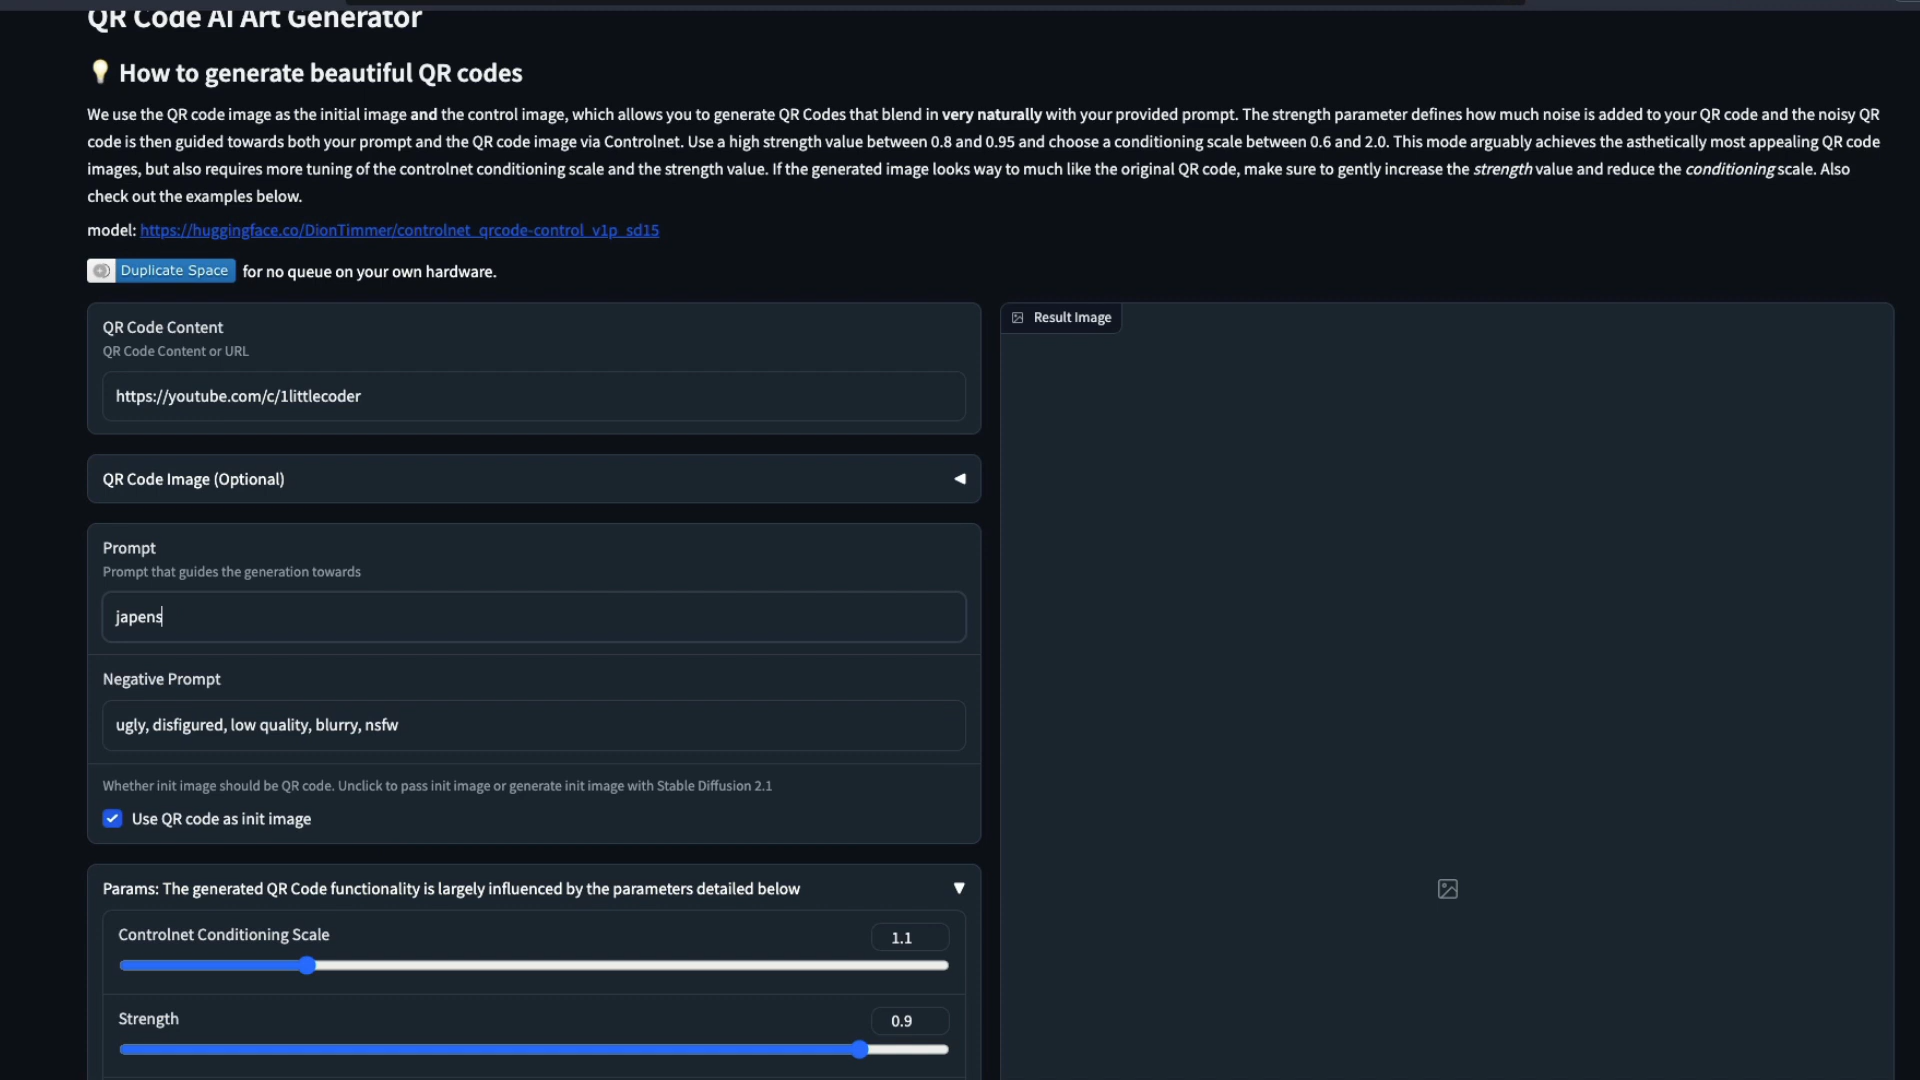 QR Code AI Art Generator
💡 How to generate beautiful QR codes
We use the QR code image as the initial image and the control image, which allows you to generate QR Codes that blend in very naturally with your provided prompt. The strength parameter defines how much noise is added to your QR code and the noisy QR
code is then guided towards both your prompt and the QR code image via Controlnet. Use a high strength value between 0.8 and 0.95 and choose a conditioning scale between 0.6 and 2.0. This mode arguably achieves the asthetically most appealing QR code
images, but also requires more tuning of the controlnet conditioning scale and the strength value. If the generated image looks way to much like the original QR code, make sure to gently increase the strength value and reduce the conditioning scale. Also
check out the examples below.
model: https://huggingface.co/DionTimmer/controlnet_qrcode-control_v1p_sd15
Duplicate Space for no queue on your own hardware.
QR Code Content
QR Code Content or URL
https://youtube.com/c/1littlecoder
QR Code Image (Optional)
Prompt
Prompt that guides the generation towards
japens
Negative Prompt
ugly, disfigured, low quality, blurry, nsfw
Whether init image should be QR code. Unclick to pass init image or generate init image with Stable Diffusion 2.1
Use QR code as init image
Params: The generated QR Code functionality is largely influenced by the parameters detailed below
Controlnet Conditioning Scale
1.1
Strength
0.9
Result Image